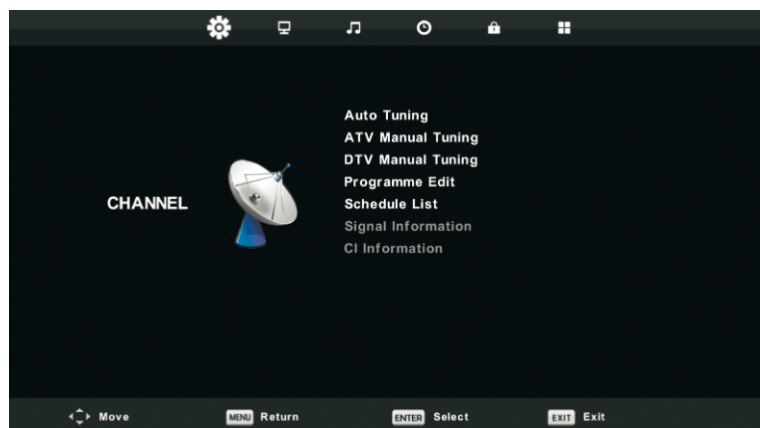 Auto Tuning
ATV Manual Tuning
DTV Manual Tuning
Programme Edit
CHANNEL
Schedule List
Signal Information
CI Information
Move MENU Return ENTER Select EXIT Exit